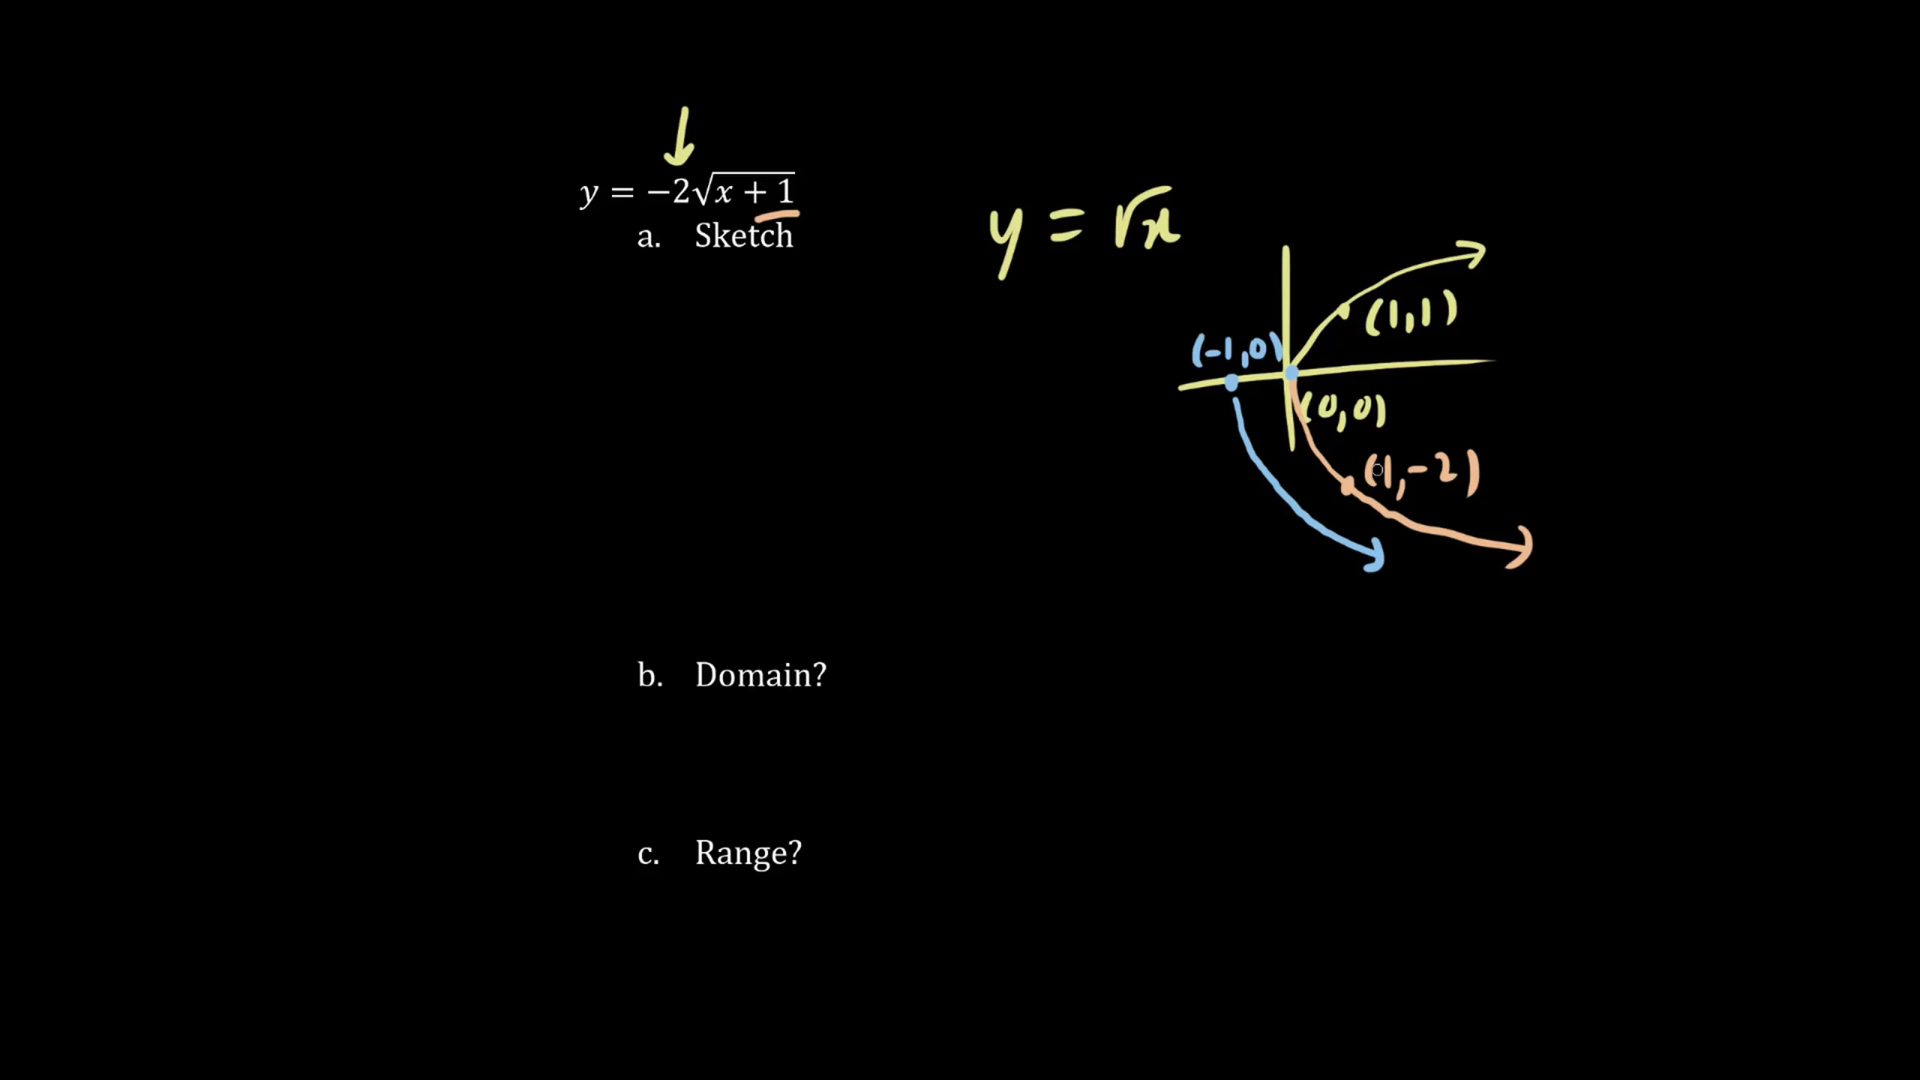 y = −2√x + 1
a. Sketch
y = √x
(1,1)
(-1,0)
(0,0)
(1,-2)
b. Domain?
c. Range?